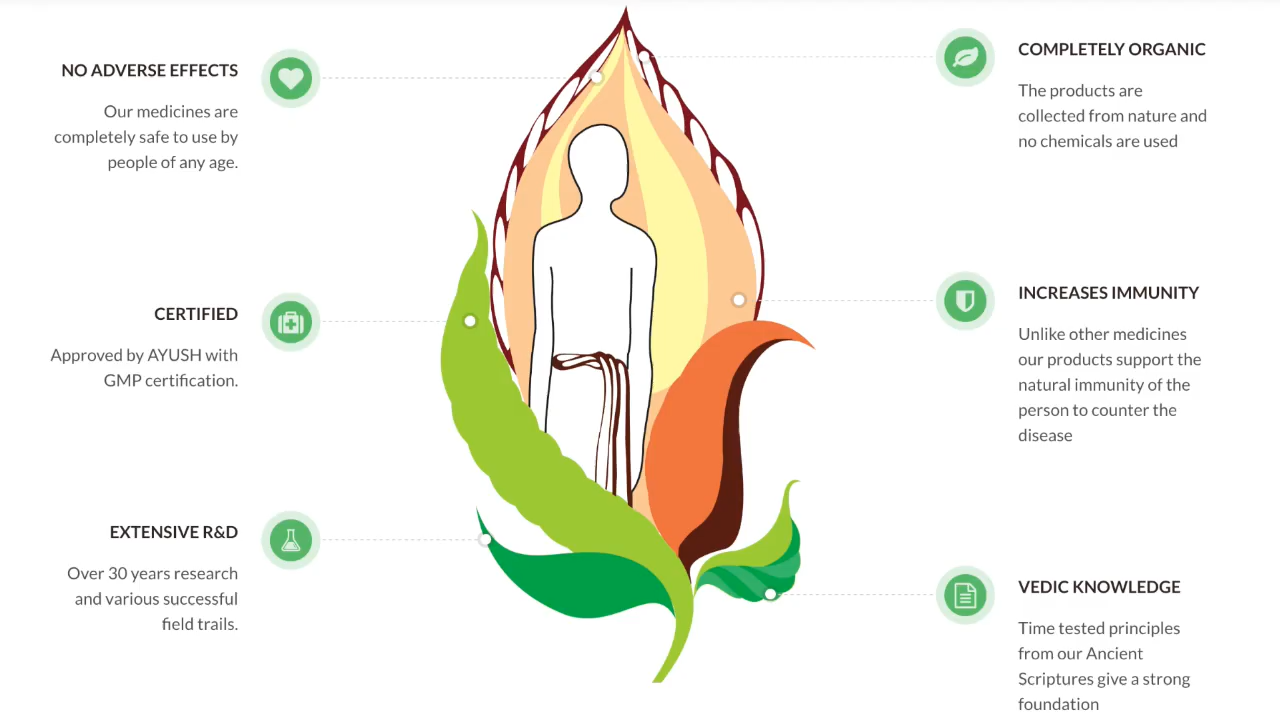 NO ADVERSE EFFECTS
Our medicines are
completely safe to use by
people of any age.
CERTIFIED
Approved by AYUSH with
GMP certification.
EXTENSIVE R&D
Over 30 years research
and various successful
field trails.
COMPLETELY ORGANIC
The products are
collected from nature and
no chemicals are used
INCREASES IMMUNITY
Unlike other medicines
our products support the
natural immunity of the
person to counter the
disease
VEDIC KNOWLEDGE
Time tested principles
from our Ancient
Scriptures give a strong
foundation